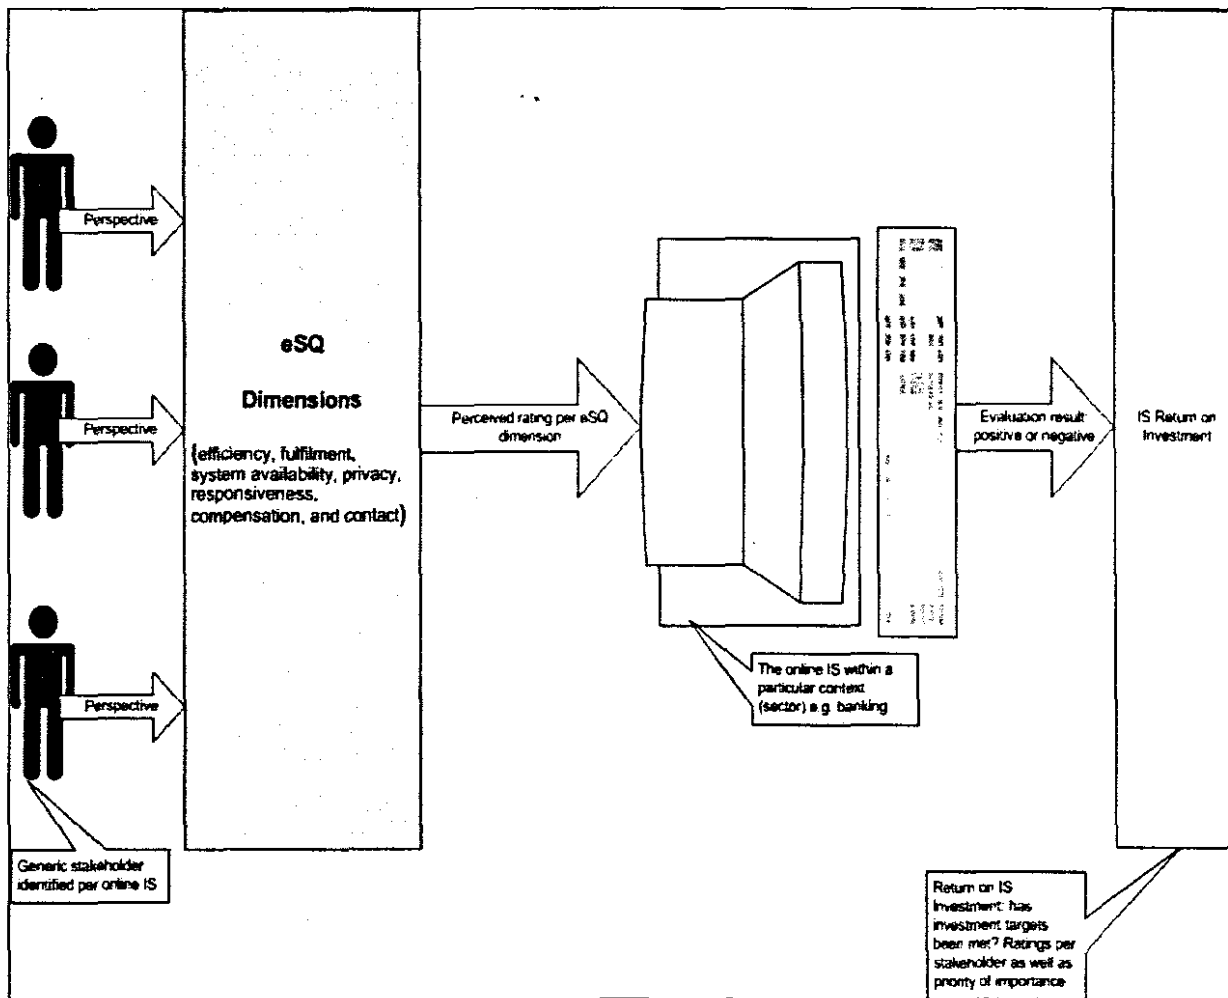 Perspective
Perspective
Perspective
eSQ
Dimensions
(efficiency, fulfilment,
system availability, privacy,
responsiveness,
compensation, and contact)
Perceived rating per eSQ
dimension
Evaluation result:
positive or negative
IS Return on
Investment
The online IS within a
particular context
(sector) e.g. banking
Generic stakeholder
identified per online IS
Return on IS
Investment: has
investment targets
been met? Ratings per
stakeholder as well as
priority of importance